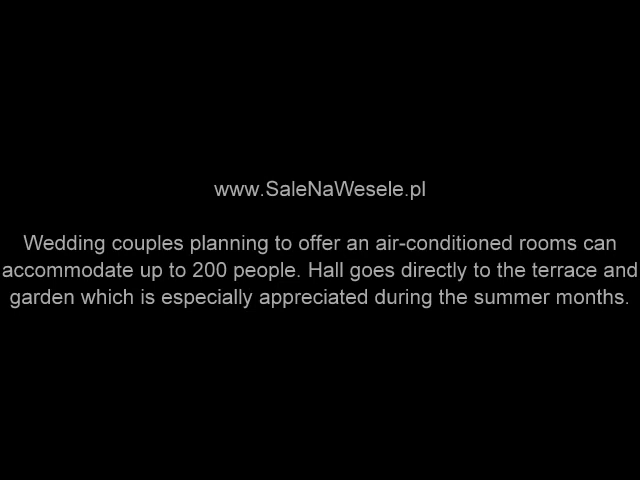 www.SaleNaWesele.pl
Wedding couples planning to offer an air-conditioned rooms can
accommodate up to 200 people. Hall goes directly to the terrace and
garden which is especially appreciated during the summer months.